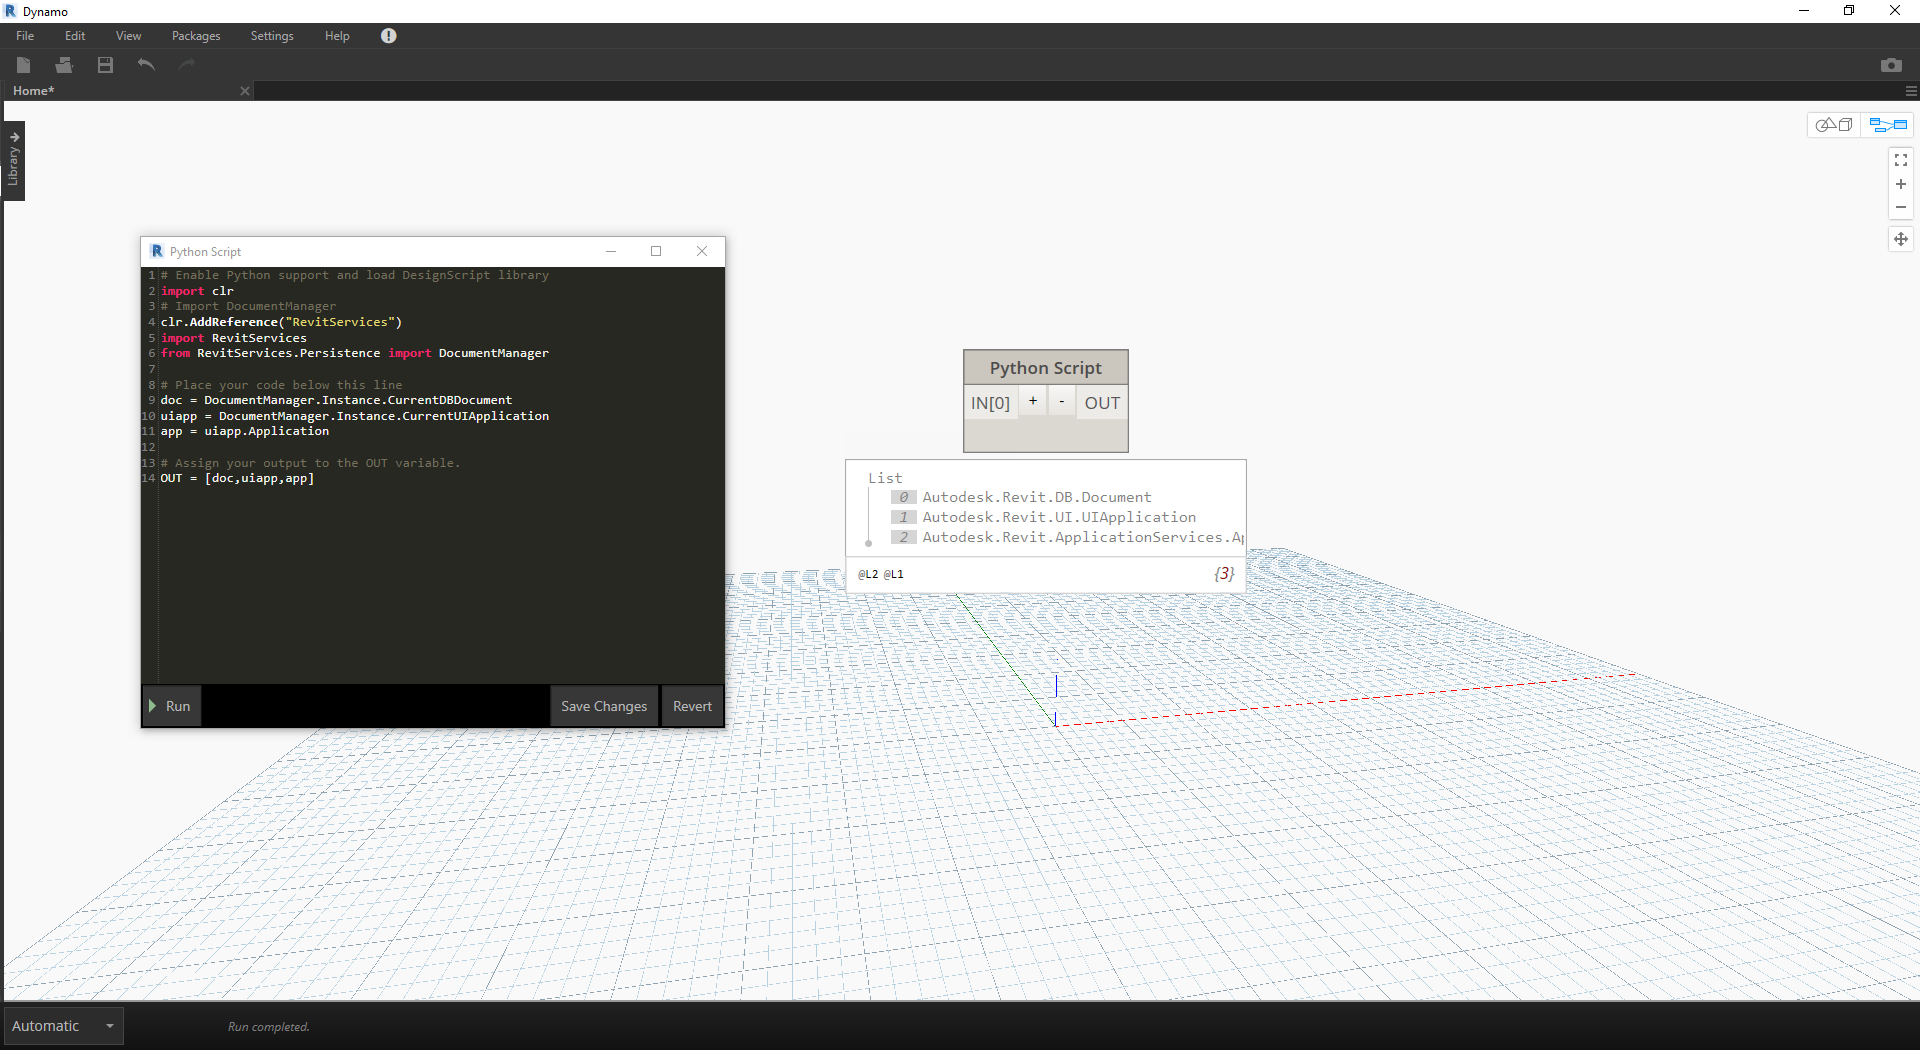 Dynamo
File Edit View Packages Settings Help
Home*
Library
Python Script
1 # Enable Python support and load DesignScript library
2 import clr
3 # Import DocumentManager
4 clr.AddReference("RevitServices")
5 import RevitServices
6 from RevitServices.Persistence import DocumentManager
7
8 # Place your code below this line
9 doc = DocumentManager.Instance.CurrentDBDocument
10 uiapp = DocumentManager.Instance.CurrentUIApplication
11 app = uiapp.Application
12
13 # Assign your output to the OUT variable.
14 OUT = [doc,uiapp,app]
Run Save Changes Revert
Python Script
IN[0] + - OUT
List
0 Autodesk.Revit.DB.Document
1 Autodesk.Revit.UI.UIApplication
2 Autodesk.Revit.ApplicationServices.Ap
@L2 @L1 {3}
Automatic Run completed.